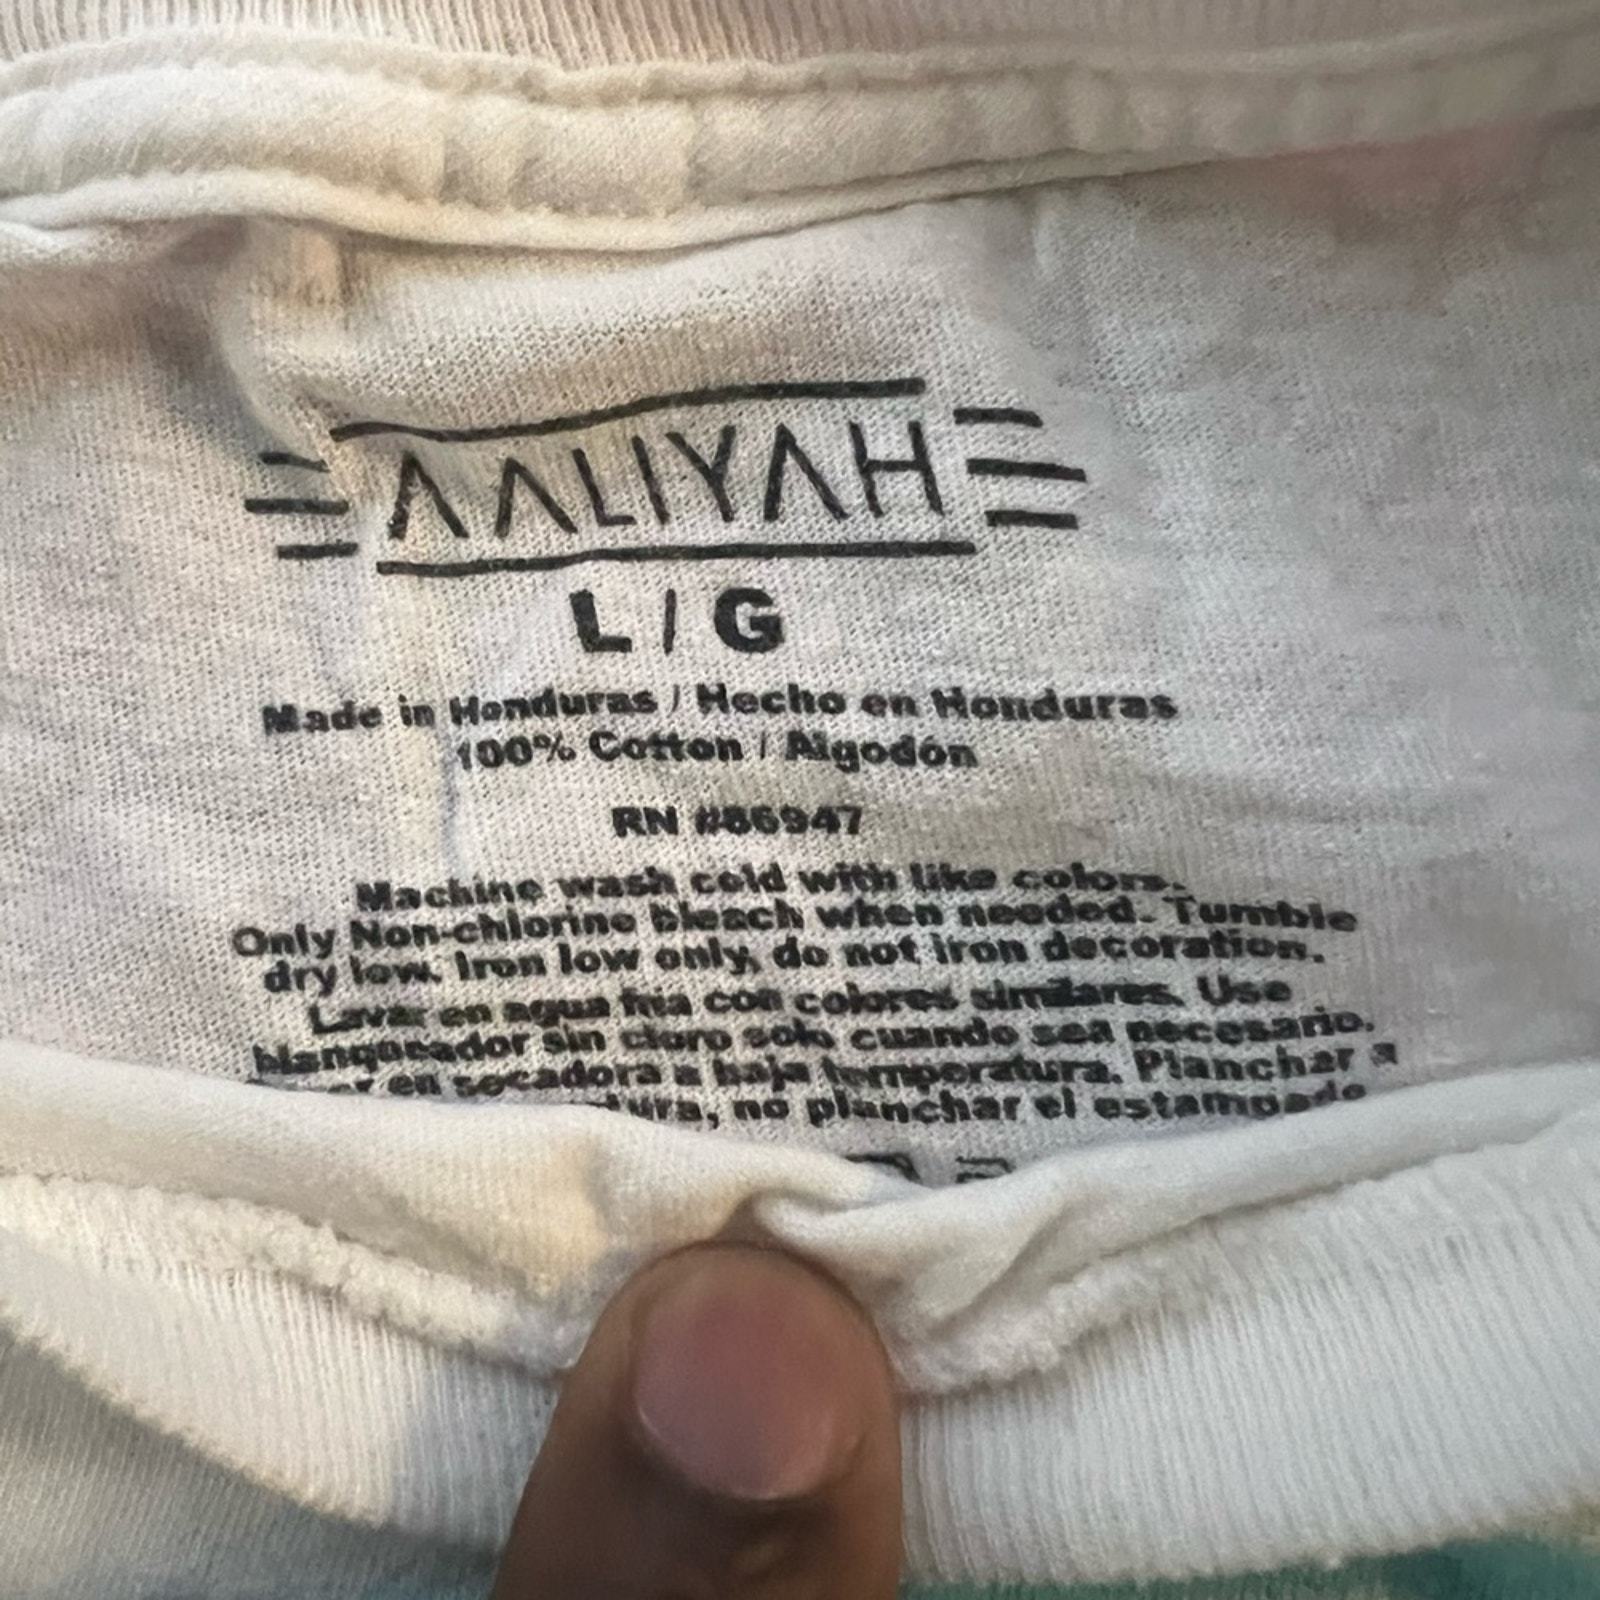 AALIYAH
L / G
Made in Honduras / Hecho en Honduras
100% Cotton / Algodón
RN #86947
Machine wash cold with like colors.
Only Non-chlorine bleach when needed. Tumble
dry low. Iron low only, do not iron decoration.
Lavar en agua fria con colores similares. Use
blanqueador sin cloro solo cuando sea necesario.
en secadora a baja temperatura. Planchar a
no planchar el estampado